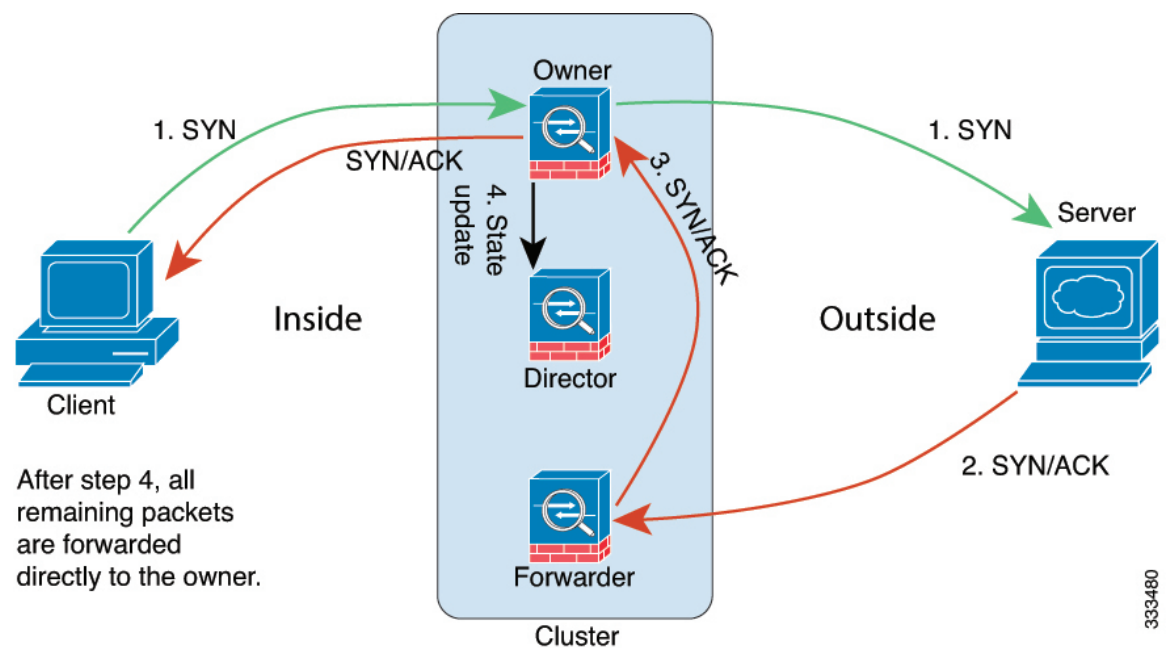 Owner
1. SYN
1. SYN
SYN/ACK
3. SYN/ACK
4. State
update
Server
Inside
Outside
Director
Client
2. SYN/ACK
After step 4, all
remaining packets
are forwarded
directly to the owner.
Forwarder
Cluster
333480